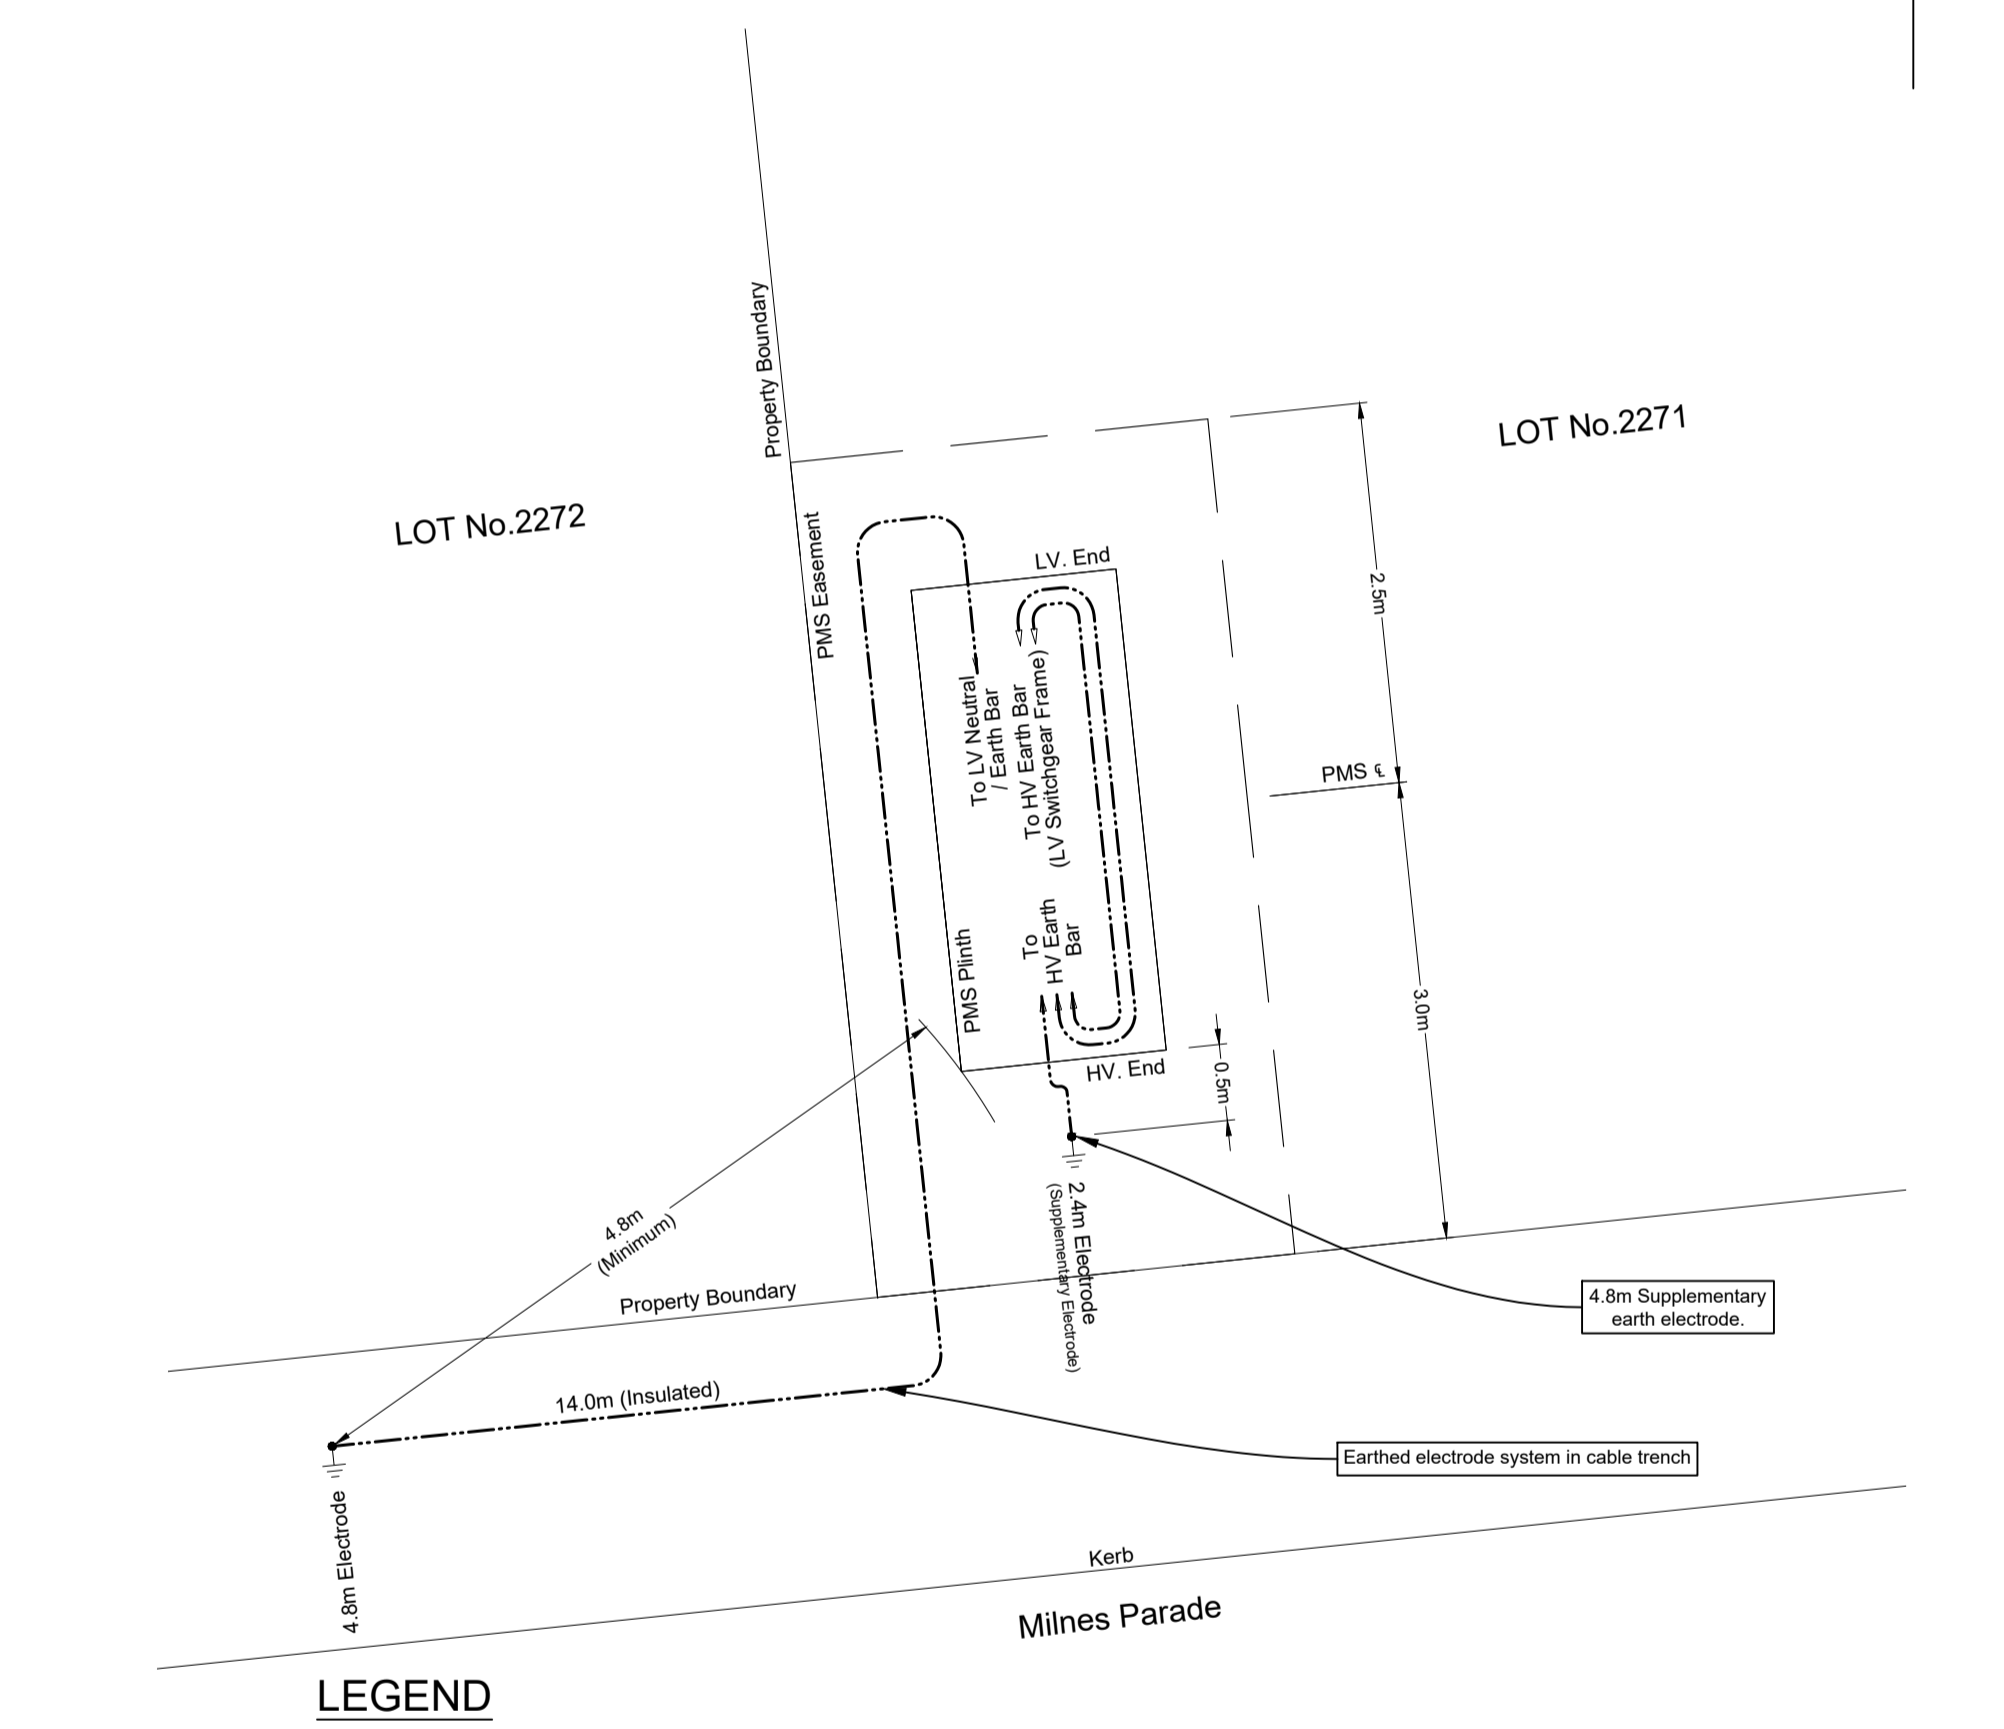 Property Boundary
LOT No.2271
LOT No.2272
PMS Easement
LV. End
2.5m
To LV Neutral
/ Earth Bar
To HV Earth Bar
(LV Switchgear Frame)
PMS ℄
To
HV Earth
Bar
PMS Plinth
3.0m
HV. End
0.5m
2.4m Electrode
(Supplementary Electrode)
4.8m
(Minimum)
Property Boundary
4.8m Supplementary
earth electrode.
14.0m (Insulated)
Earthed electrode system in cable trench
4.8m Electrode
Kerb
Milnes Parade
LEGEND